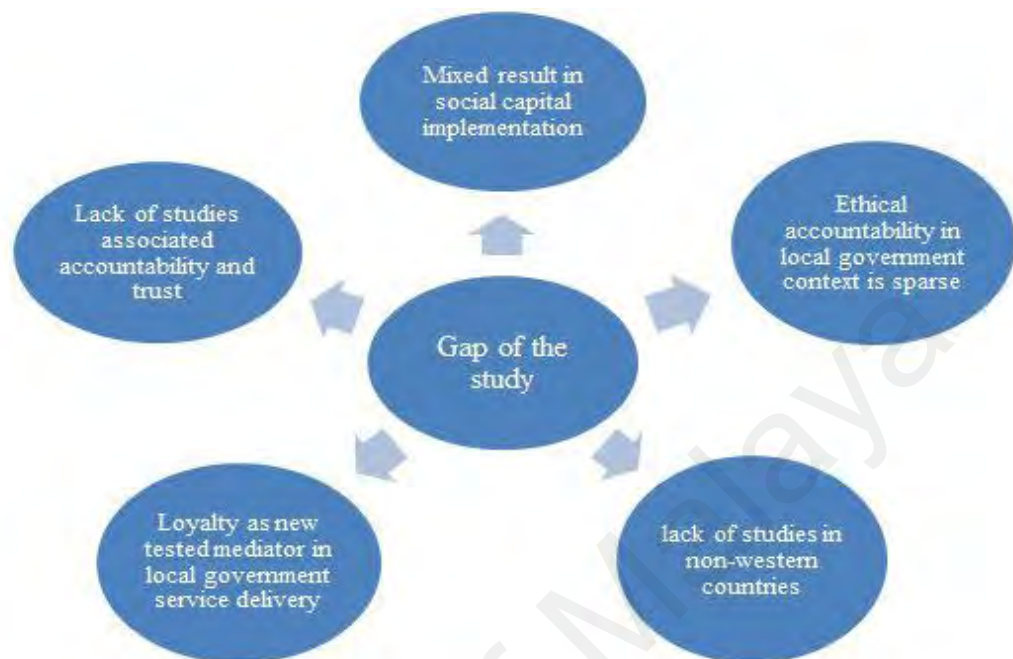 Mixed result in
social capital
implementation
Lack of studies
associated
accountability and
trust
Ethical
accountability in
local government
context is sparse
Gap of the
study
Loyalty as new
tested mediator in
local government
service delivery
lack of studies in
non-western
countries
of Malaya